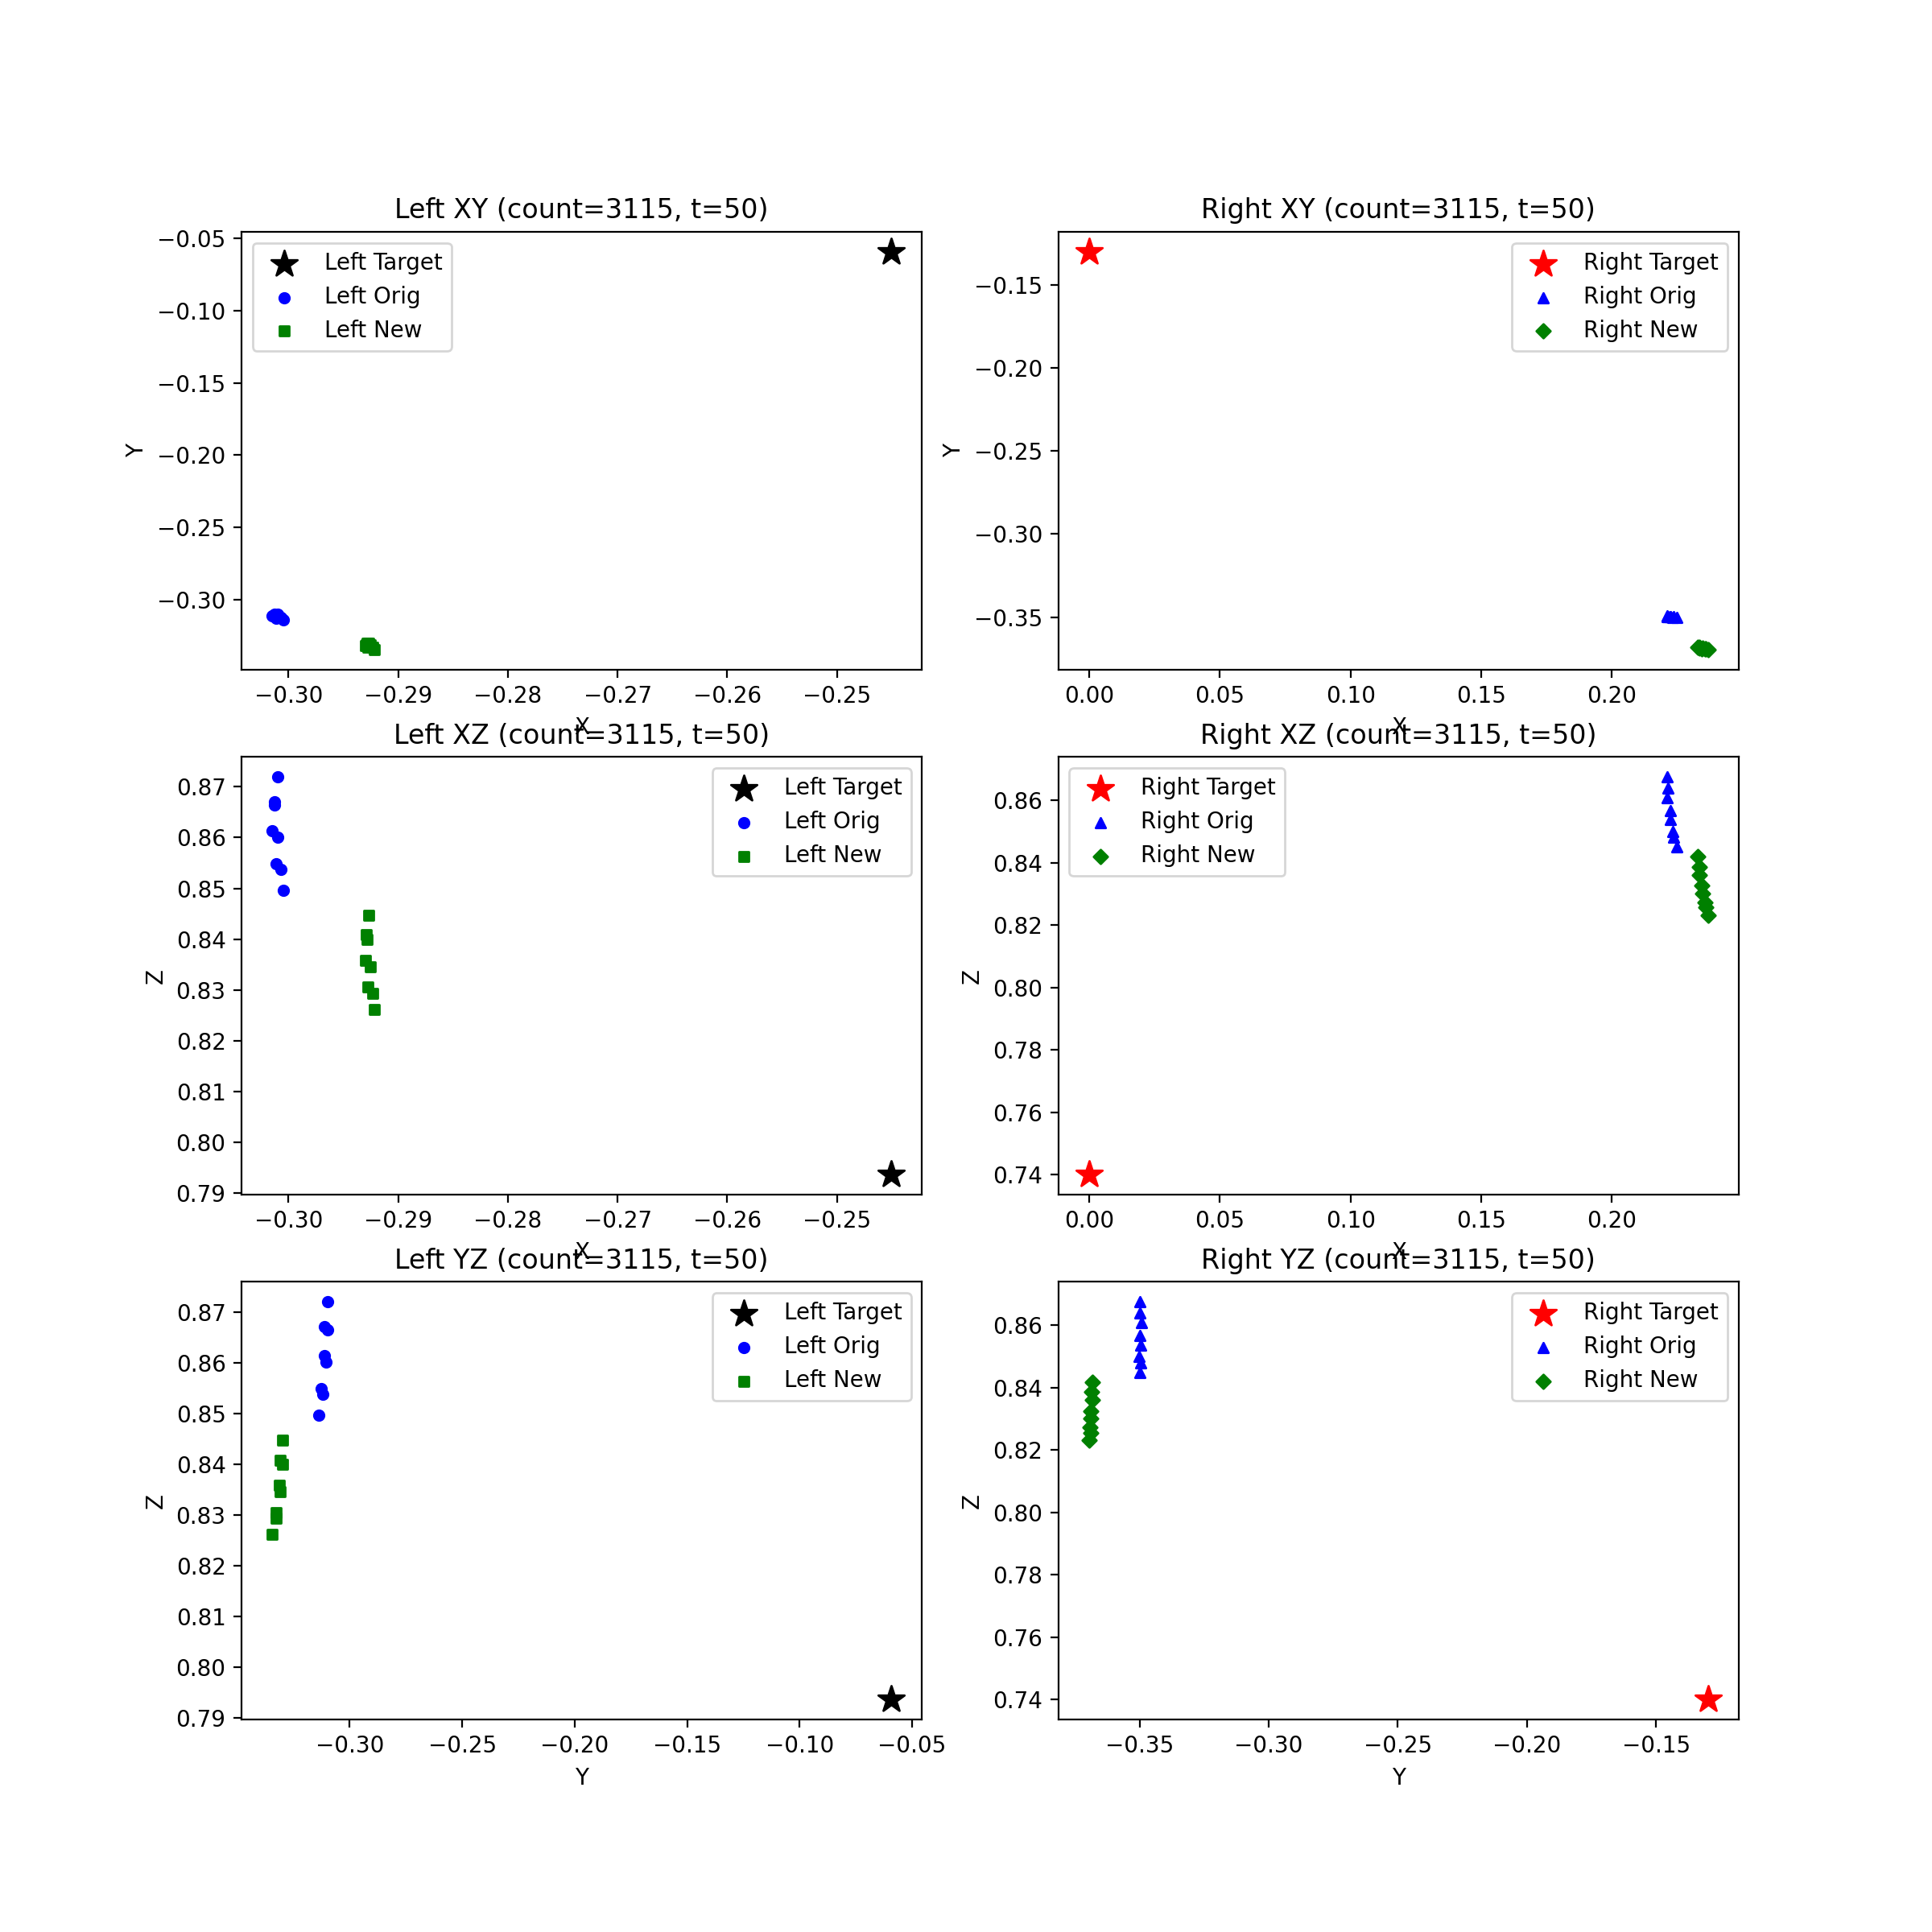 Left XY (count=3115, t=50)
Left Target
Left Orig
Left New
−0.05
−0.10
−0.15
−0.20
−0.25
−0.30
Y
−0.30 −0.29 −0.28 −0.27 −0.26 −0.25
X
Right XY (count=3115, t=50)
Right Target
Right Orig
Right New
−0.15
−0.20
−0.25
−0.30
−0.35
Y
0.00 0.05 0.10 0.15 0.20
X
Left XZ (count=3115, t=50)
Left Target
Left Orig
Left New
0.87
0.86
0.85
0.84
0.83
0.82
0.81
0.80
0.79
Z
−0.30 −0.29 −0.28 −0.27 −0.26 −0.25
X
Right XZ (count=3115, t=50)
Right Target
Right Orig
Right New
0.86
0.84
0.82
0.80
0.78
0.76
0.74
Z
0.00 0.05 0.10 0.15 0.20
X
Left YZ (count=3115, t=50)
Left Target
Left Orig
Left New
0.87
0.86
0.85
0.84
0.83
0.82
0.81
0.80
0.79
Z
−0.30 −0.25 −0.20 −0.15 −0.10 −0.05
Y
Right YZ (count=3115, t=50)
Right Target
Right Orig
Right New
0.86
0.84
0.82
0.80
0.78
0.76
0.74
Z
−0.35 −0.30 −0.25 −0.20 −0.15
Y